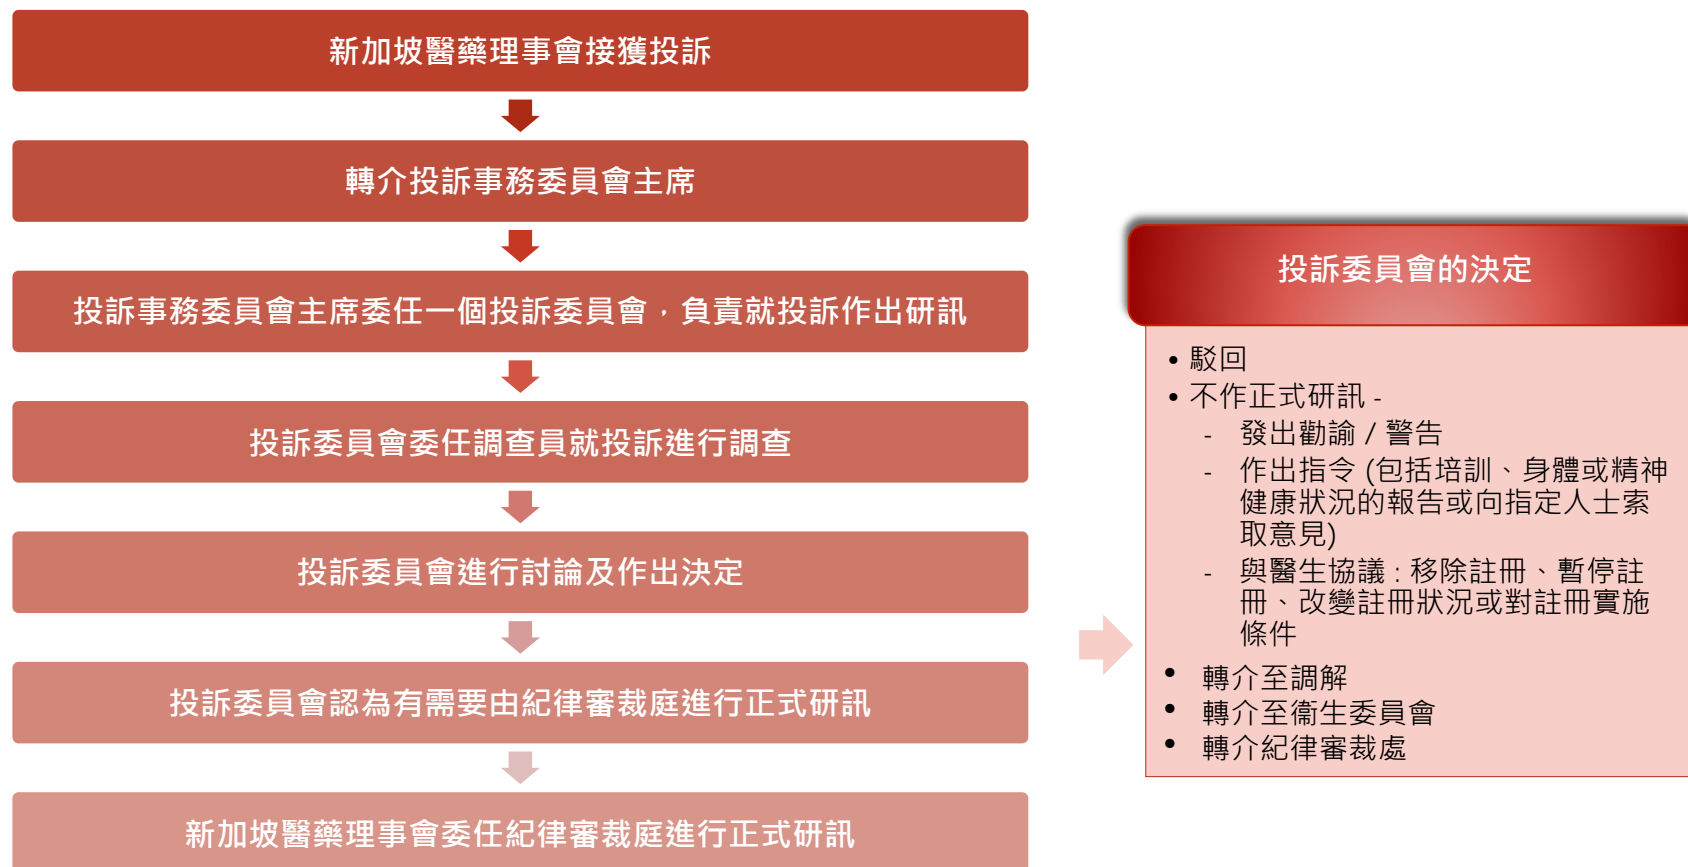 新加坡醫藥理事會接獲投訴
轉介投訴事務委員會主席
投訴事務委員會主席委任一個投訴委員會，負責就投訴作出研訊
投訴委員會委任調查員就投訴進行調查
投訴委員會進行討論及作出決定
投訴委員會認為有需要由紀律審裁庭進行正式研訊
新加坡醫藥理事會委任紀律審裁庭進行正式研訊
投訴委員會的決定
• 駁回
• 不作正式研訊 -
- 發出勸諭 / 警告
- 作出指令 (包括培訓、身體或精神
健康狀況的報告或向指定人士索
取意見)
- 與醫生協議 : 移除註冊、暫停註
冊、改變註冊狀況或對註冊實施
條件
• 轉介至調解
• 轉介至衞生委員會
• 轉介紀律審裁處